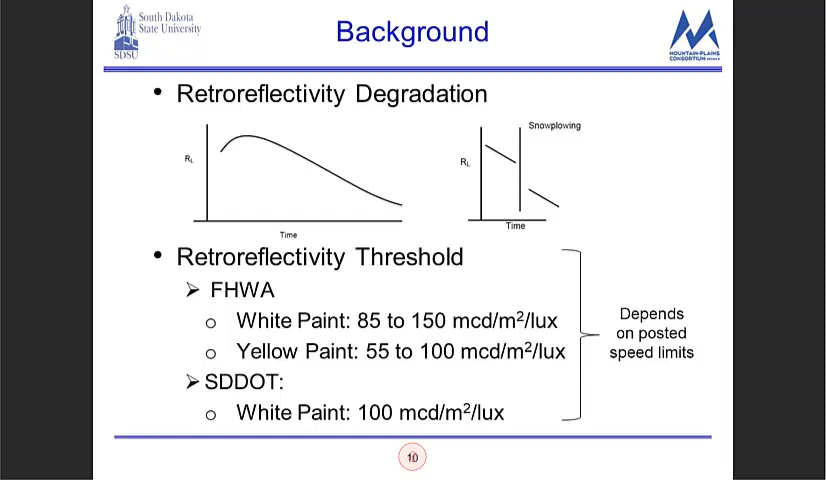 South Dakota
State University
SDSU
Background
MOUNTAIN-PLAINS
CONSORTIUM
• Retroreflectivity Degradation
Snowplowing
RL
RL
Time
Time
• Retroreflectivity Threshold
➢ FHWA
o White Paint: 85 to 150 mcd/m²/lux
o Yellow Paint: 55 to 100 mcd/m²/lux
➢ SDDOT:
o White Paint: 100 mcd/m²/lux
Depends
on posted
speed limits
10